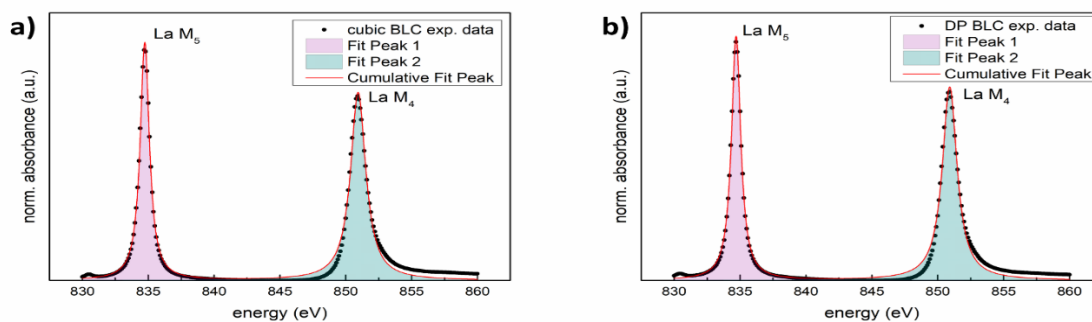 a)
La M5
cubic BLC exp. data
Fit Peak 1
Fit Peak 2
Cumulative Fit Peak
La M4
norm. absorbance (a.u.)
830 835 840 845 850 855 860
energy (eV)
b)
La M5
DP BLC exp. data
Fit Peak 1
Fit Peak 2
Cumulative Fit Peak
La M4
norm. absorbance (a.u.)
830 835 840 845 850 855 860
energy (eV)